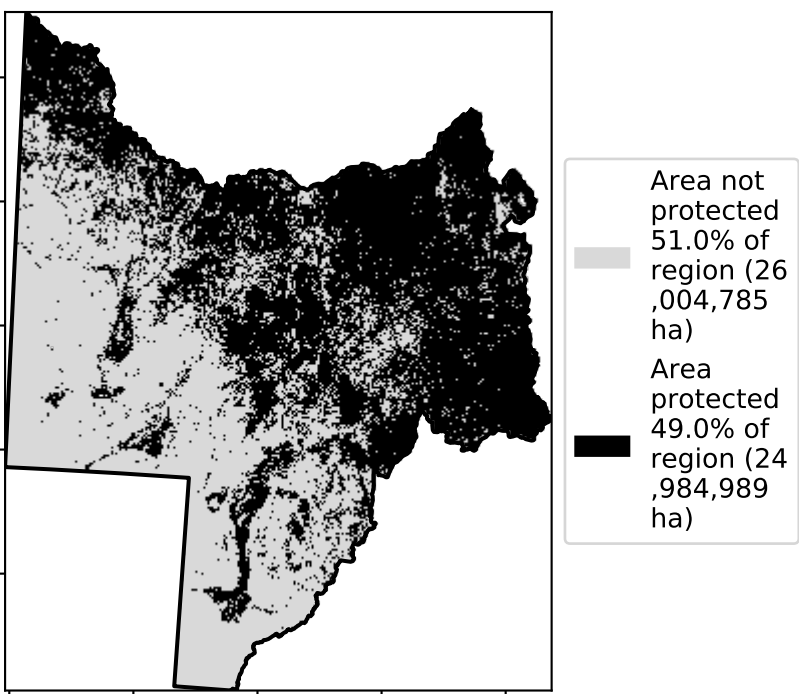 Area not
protected
51.0% of
region (26
,004,785
ha)
Area
protected
49.0% of
region (24
,984,989
ha)